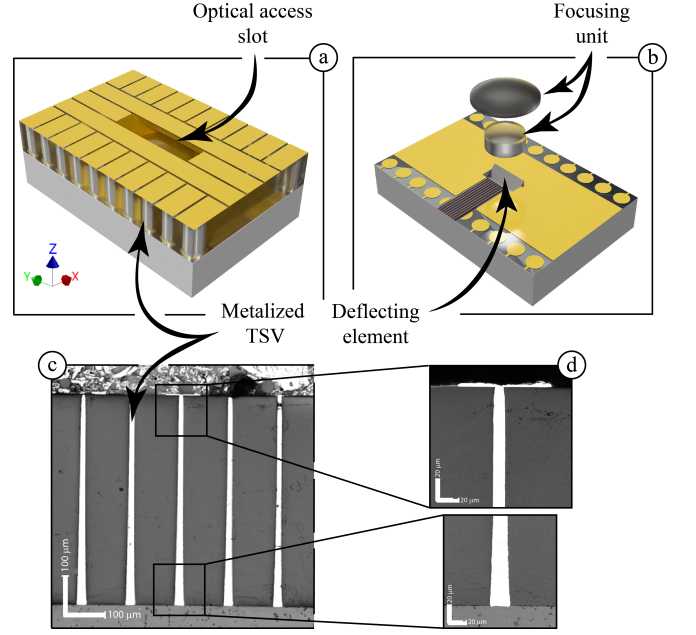 Optical access
slot
Focusing
unit
a
b
Z
Y
X
Metalized
TSV
Deflecting
element
c
d
100 µm
100 µm
20 µm
20 µm
20 µm
20 µm